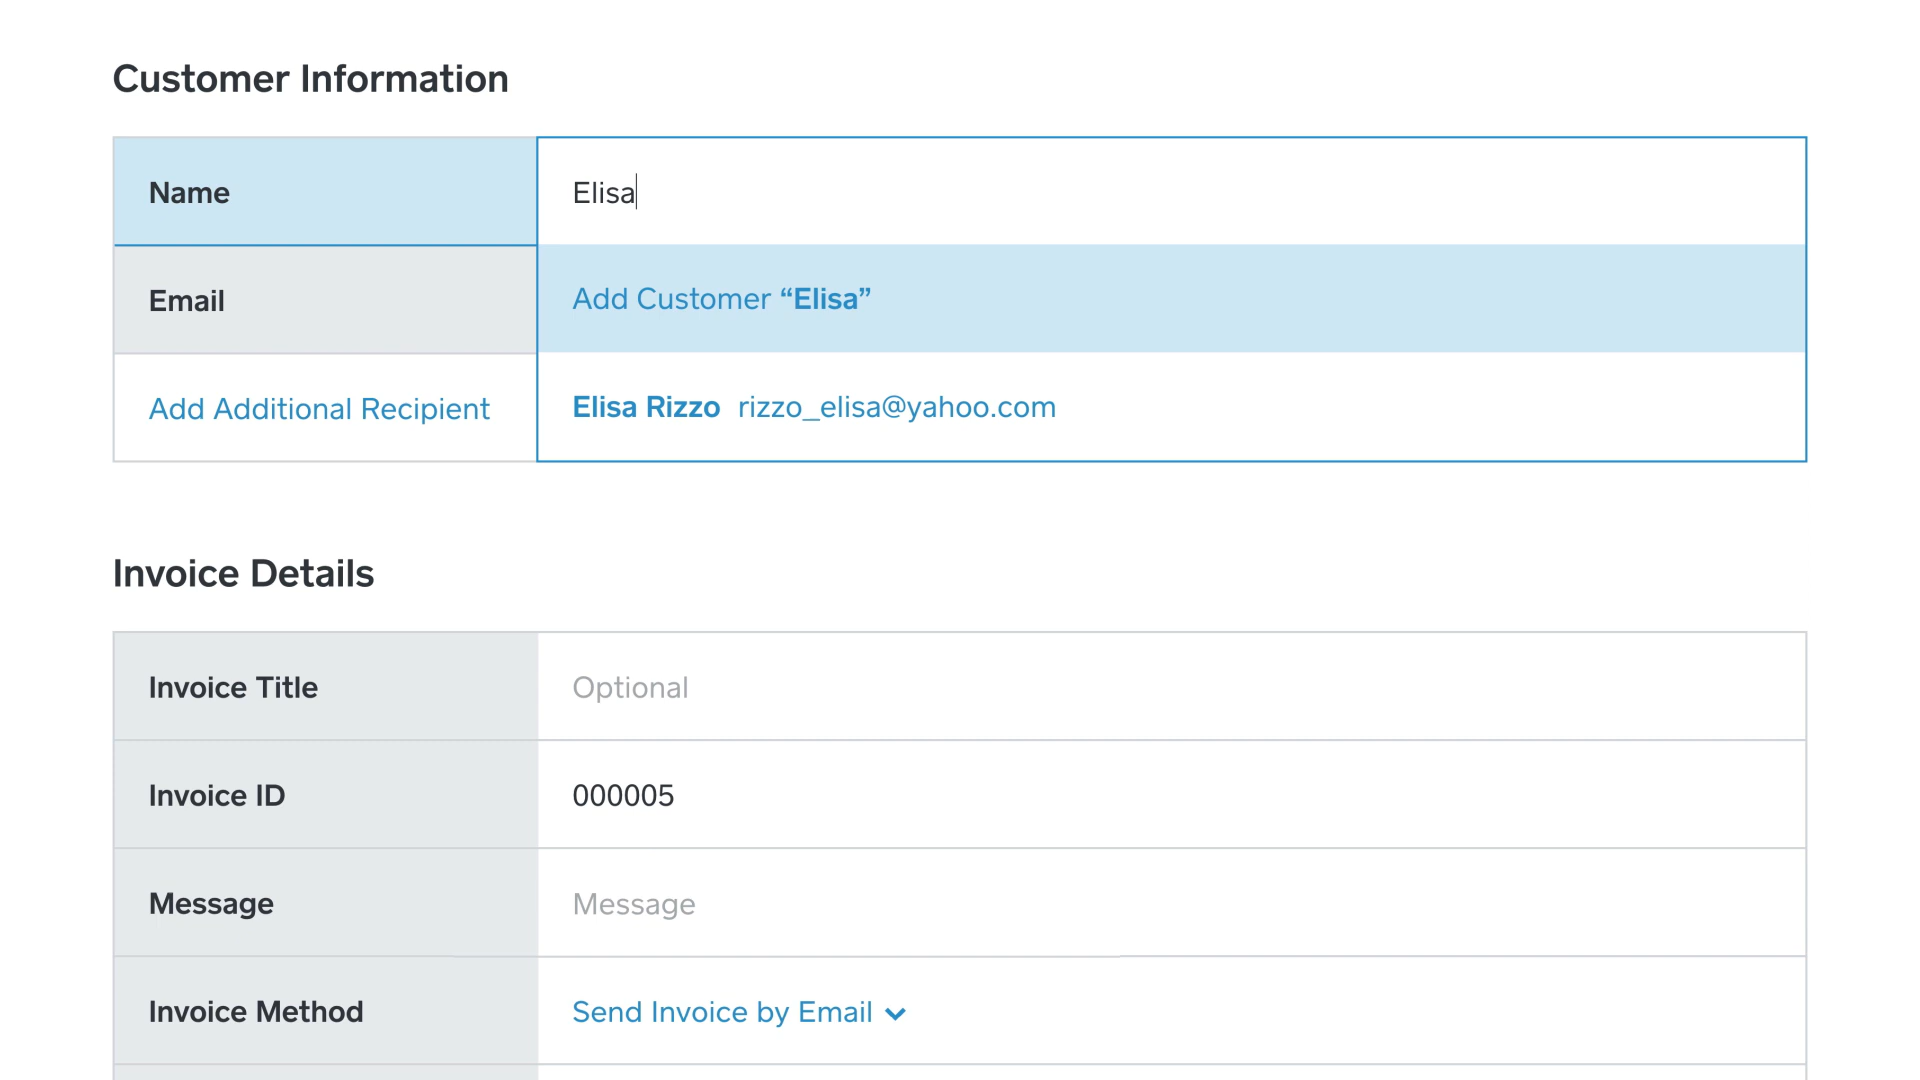 Customer Information
Name
Elisa
Email
Add Customer “Elisa”
Add Additional Recipient
Elisa Rizzo rizzo_elisa@yahoo.com
Invoice Details
Invoice Title
Optional
Invoice ID
000005
Message
Message
Invoice Method
Send Invoice by Email